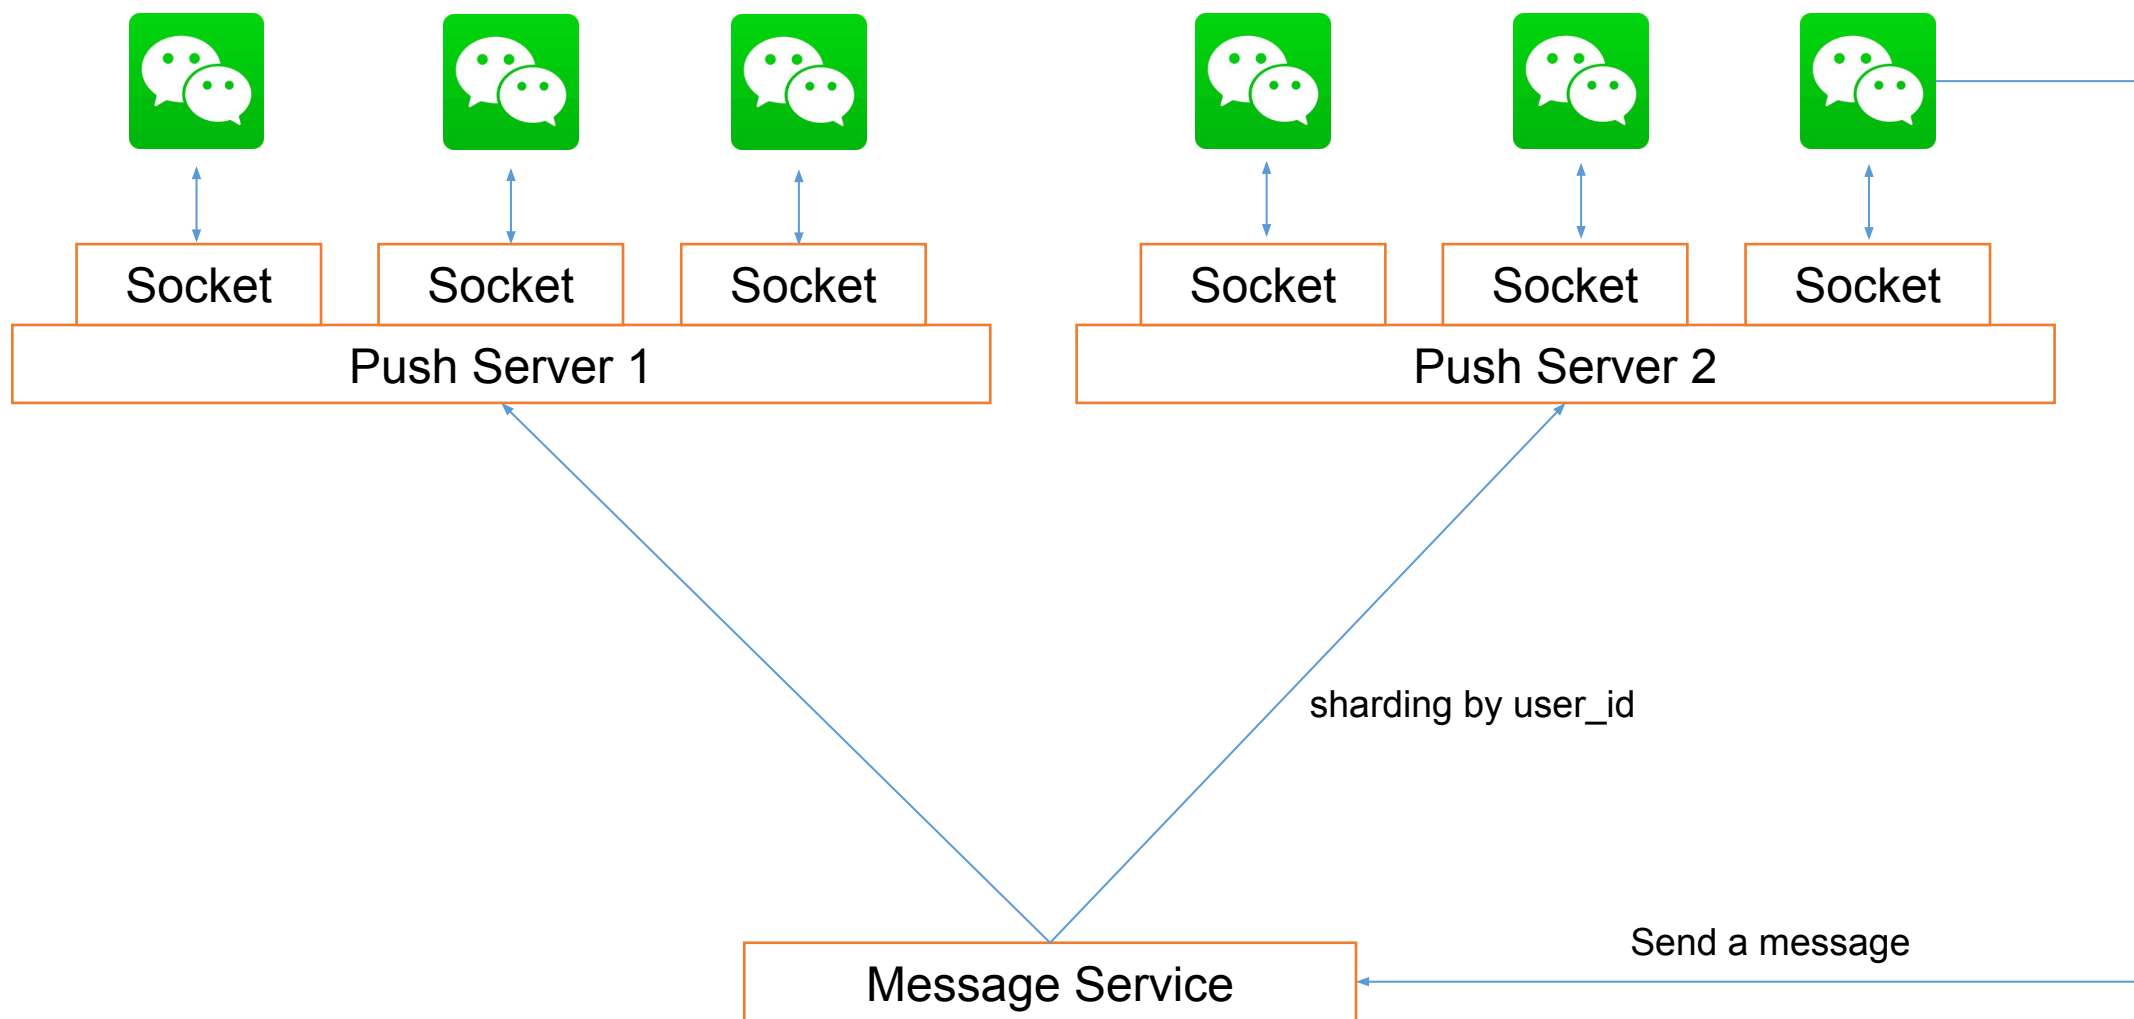 Socket
Socket
Socket
Socket
Socket
Socket
Push Server 1
Push Server 2
sharding by user_id
Send a message
Message Service